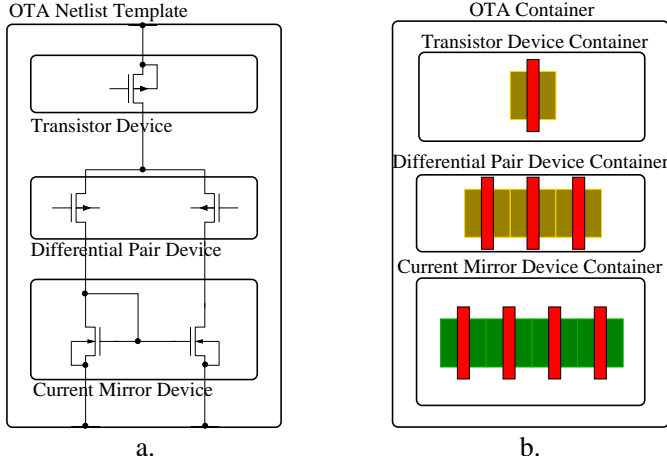 OTA Netlist Template
Transistor Device
Differential Pair Device
Current Mirror Device
a.
OTA Container
Transistor Device Container
Differential Pair Device Container
Current Mirror Device Container
b.